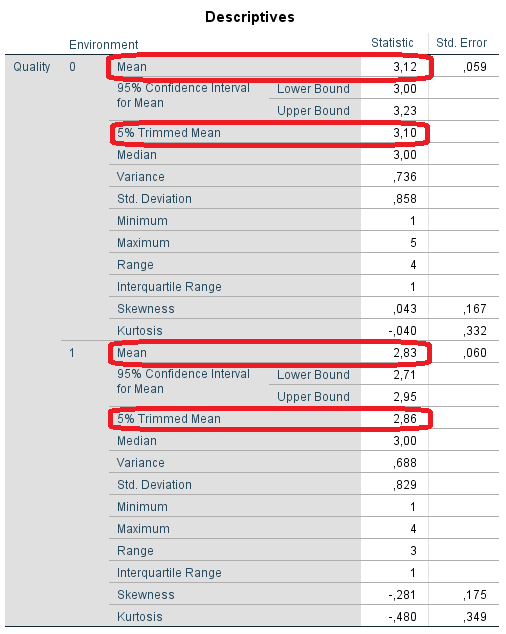 Descriptives
Environment Statistic Std. Error
Quality 0 Mean 3,12 ,059
95% Confidence Interval Lower Bound 3,00
for Mean
Upper Bound 3,23
5% Trimmed Mean 3,10
Median 3,00
Variance ,736
Std. Deviation ,858
Minimum 1
Maximum 5
Range 4
Interquartile Range 1
Skewness ,043 ,167
Kurtosis -,040 ,332
1 Mean 2,83 ,060
95% Confidence Interval Lower Bound 2,71
for Mean
Upper Bound 2,95
5% Trimmed Mean 2,86
Median 3,00
Variance ,688
Std. Deviation ,829
Minimum 1
Maximum 4
Range 3
Interquartile Range 1
Skewness -,281 ,175
Kurtosis -,480 ,349